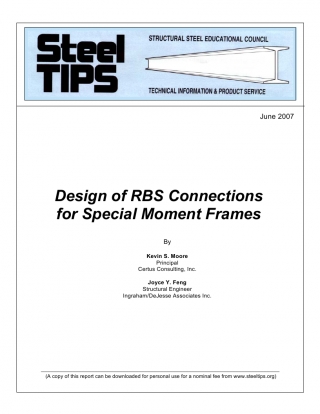 Steel
TIPS
STRUCTURAL STEEL EDUCATIONAL COUNCIL
TECHNICAL INFORMATION & PRODUCT SERVICE
June 2007
Design of RBS Connections
for Special Moment Frames
By
Kevin S. Moore
Principal
Certus Consulting, Inc.
Joyce Y. Feng
Structural Engineer
Ingraham/DeJesse Associates Inc.
(A copy of this report can be downloaded for personal use for a nominal fee from www.steeltips.org)